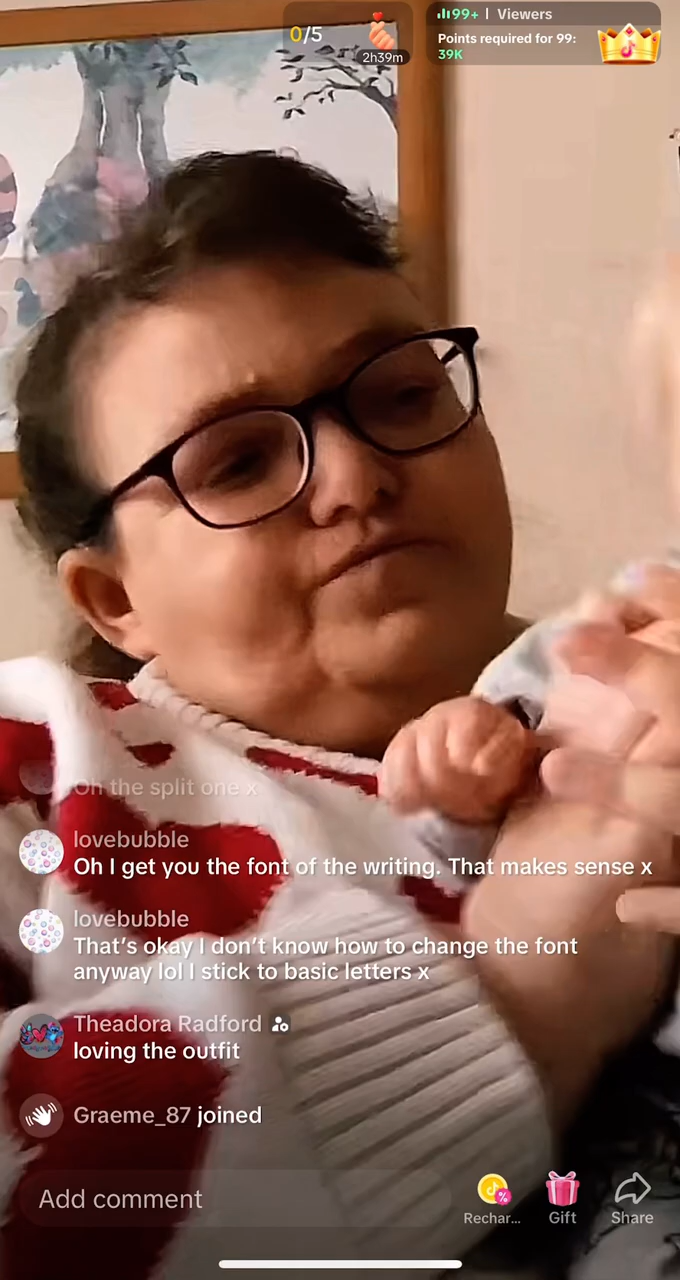 0/5
2h39m
99+ | Viewers
Points required for 99:
39K
Oh the split one x
lovebubble
Oh I get you the font of the writing. That makes sense x
lovebubble
That's okay I don't know how to change the font
anyway lol I stick to basic letters x
Theadora Radford
loving the outfit
Graeme_87 joined
Add comment
Rechar...
Gift
Share